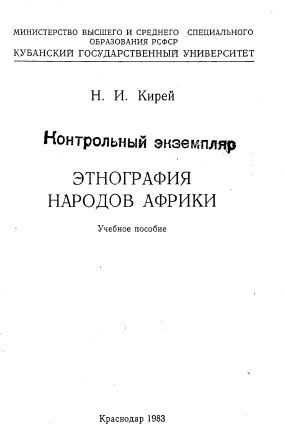 МИНИСТЕРСТВО ВЫСШЕГО И СРЕДНЕГО СПЕЦИАЛЬНОГО
ОБРАЗОВАНИЯ РСФСР
КУБАНСКИЙ ГОСУДАРСТВЕННЫЙ УНИВЕРСИТЕТ
Н. И. Кирей
Контрольный экземпляр
ЭТНОГРАФИЯ
НАРОДОВ АФРИКИ
Учебное пособие
Краснодар 1983